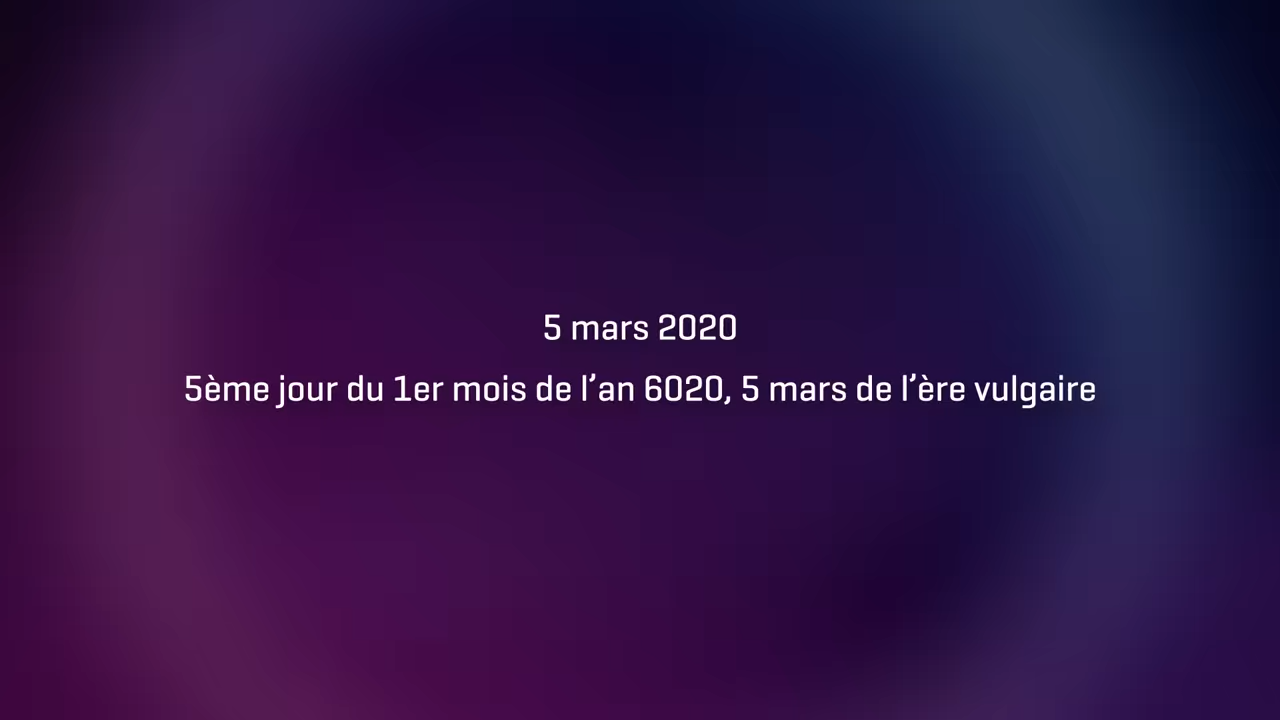 5 mars 2020
5ème jour du 1er mois de l’an 6020, 5 mars de l’ère vulgaire